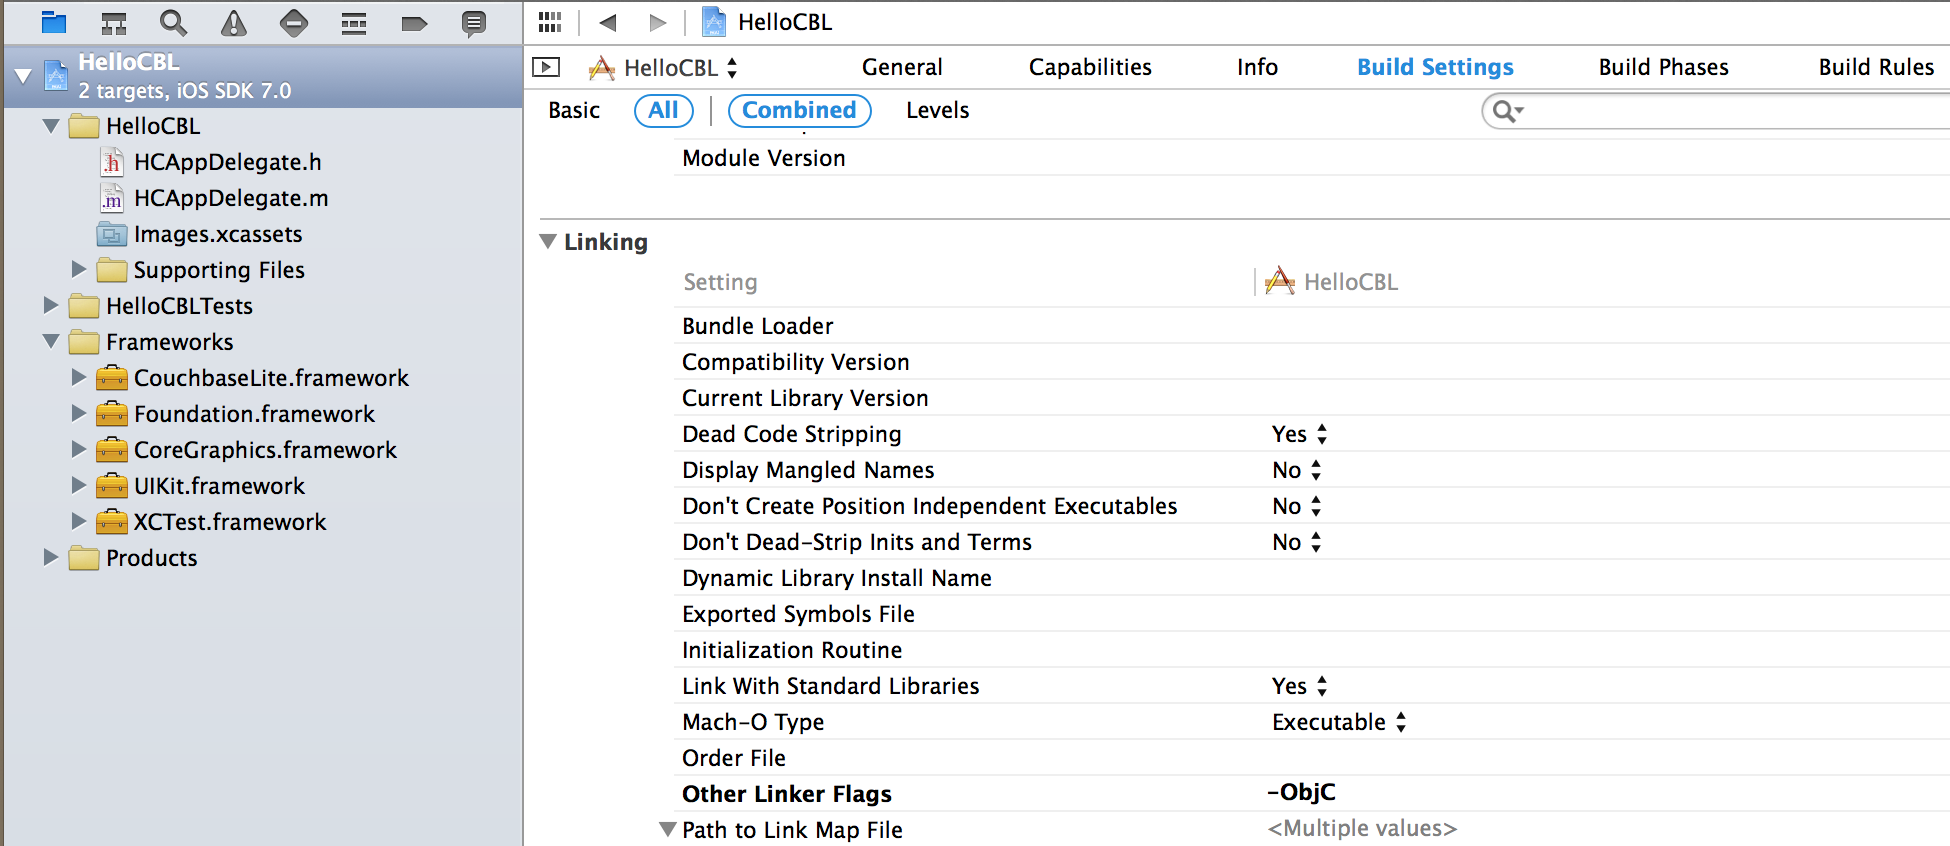 HelloCBL
2 targets, iOS SDK 7.0
HelloCBL
HCAppDelegate.h
HCAppDelegate.m
Images.xcassets
Supporting Files
HelloCBLTests
Frameworks
CouchbaseLite.framework
Foundation.framework
CoreGraphics.framework
UIKit.framework
XCTest.framework
Products
HelloCBL
HelloCBL General Capabilities Info Build Settings Build Phases Build Rules
Basic All Combined Levels
Module Version
Linking
Setting HelloCBL
Bundle Loader
Compatibility Version
Current Library Version
Dead Code Stripping Yes
Display Mangled Names No
Don't Create Position Independent Executables No
Don't Dead-Strip Inits and Terms No
Dynamic Library Install Name
Exported Symbols File
Initialization Routine
Link With Standard Libraries Yes
Mach-O Type Executable
Order File
Other Linker Flags -ObjC
Path to Link Map File <Multiple values>